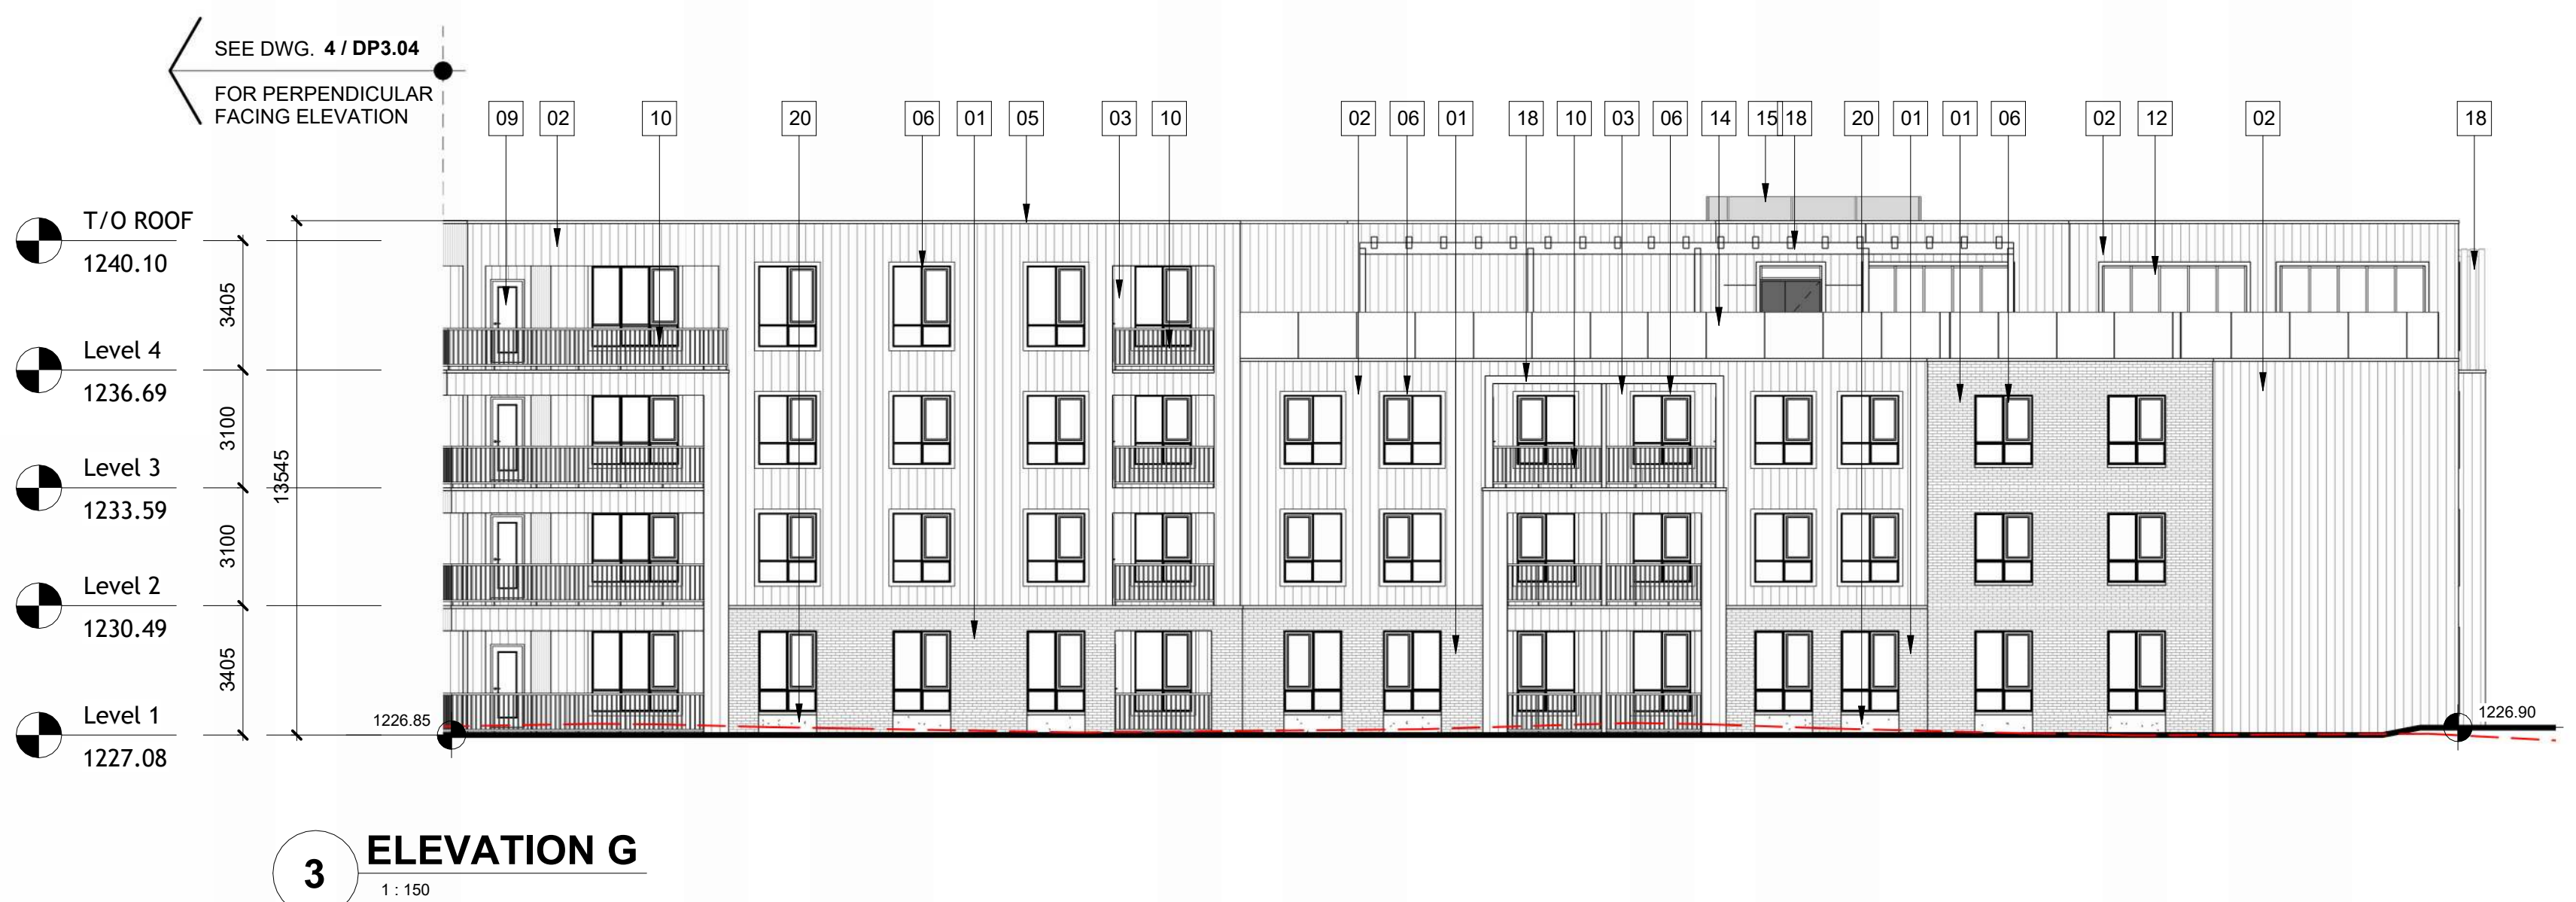 SEE DWG. 4 / DP3.04
FOR PERPENDICULAR
FACING ELEVATION
09 02 10 20 06 01 05 03 10 02 06 01 18 10 03 06 14 15 18 20 01 01 06 02 12 02 18
T/O ROOF
1240.10
3405
Level 4
1236.69
3100
13545
Level 3
1233.59
3100
Level 2
1230.49
3405
Level 1
1227.08
1226.85
1226.90
3
ELEVATION G
1 : 150